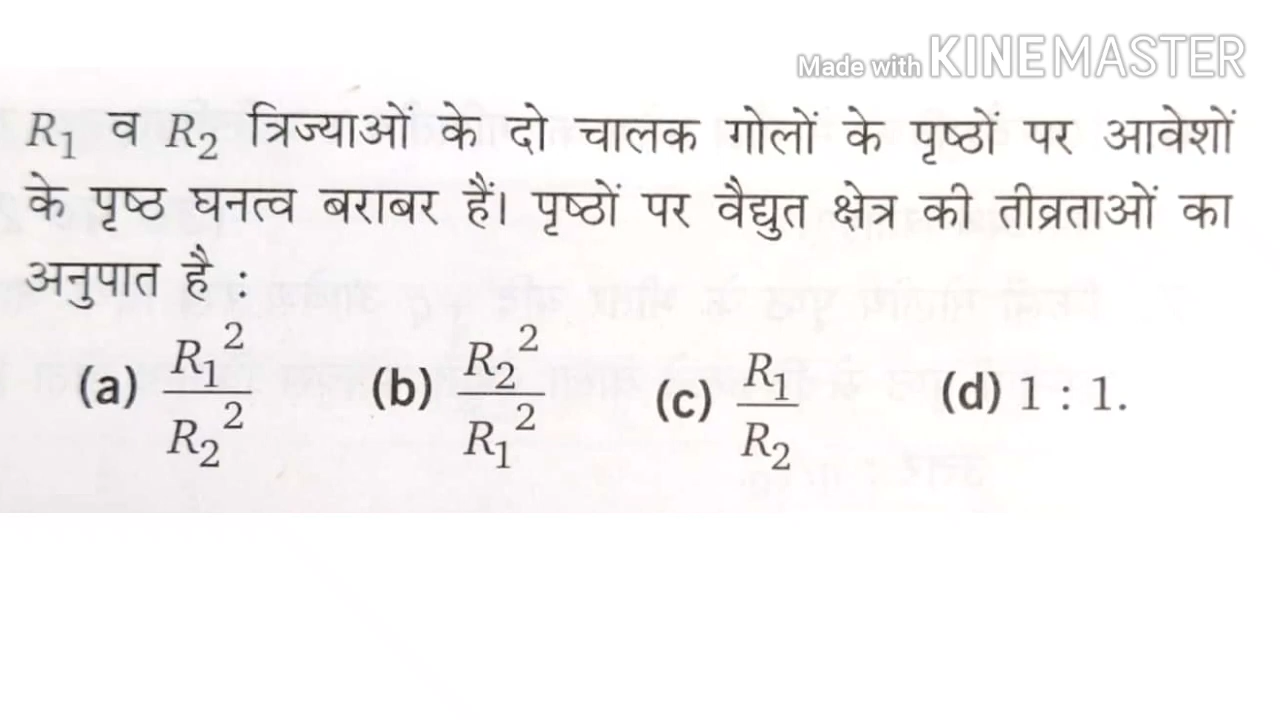 Made with KINEMASTER
R₁ व R₂ त्रिज्याओं के दो चालक गोलों के पृष्ठों पर आवेशों
के पृष्ठ घनत्व बराबर हैं। पृष्ठों पर वैद्युत क्षेत्र की तीव्रताओं का
अनुपात है :
(a) R₁²/R₂² (b) R₂²/R₁² (c) R₁/R₂ (d) 1 : 1.